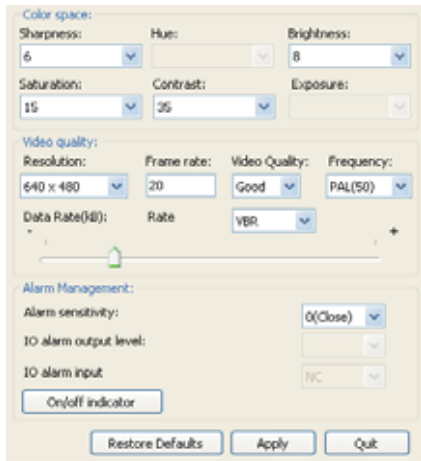 Color space:
Sharpness: Hue: Brightness:
6 8
Saturation: Contrast: Exposure:
15 35
Video quality:
Resolution: Frame rate: Video Quality: Frequency:
640 x 480 20 Good PAL(50)
Data Rate(kB): Rate VBR
- +
Alarm Management:
Alarm sensitivity: 0(Close)
IO alarm output level:
IO alarm input NC
On/off indicator
Restore Defaults Apply Quit